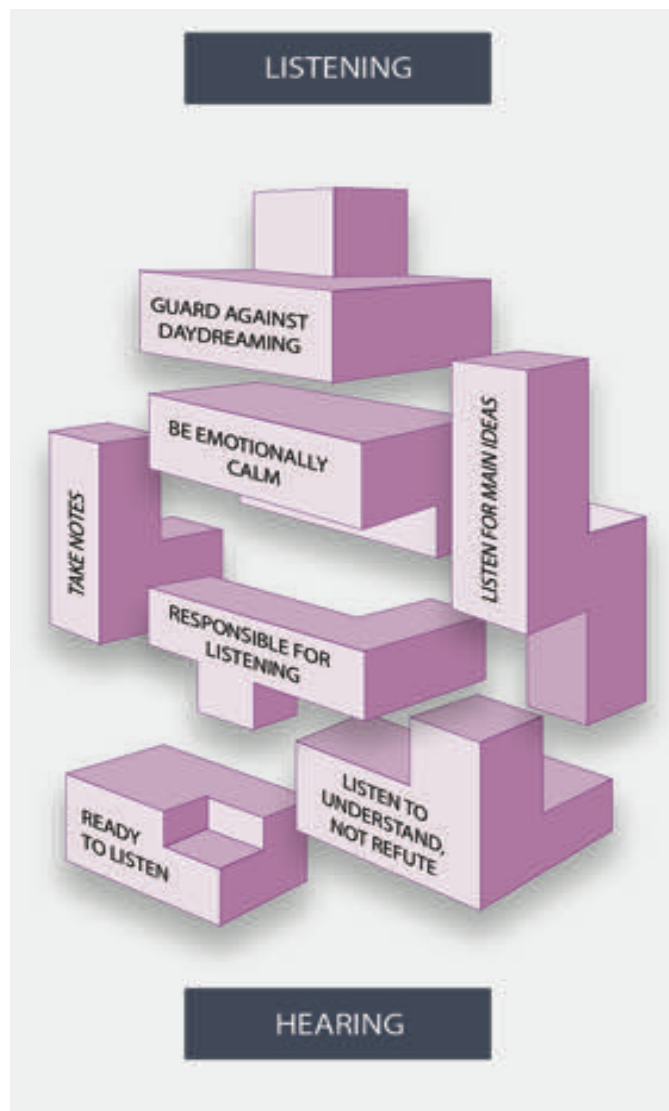 LISTENING
GUARD AGAINST
DAYDREAMING
BE EMOTIONALLY
CALM
LISTEN FOR MAIN IDEAS
TAKE NOTES
RESPONSIBLE FOR
LISTENING
LISTEN TO
UNDERSTAND,
NOT REFUTE
READY
TO LISTEN
HEARING